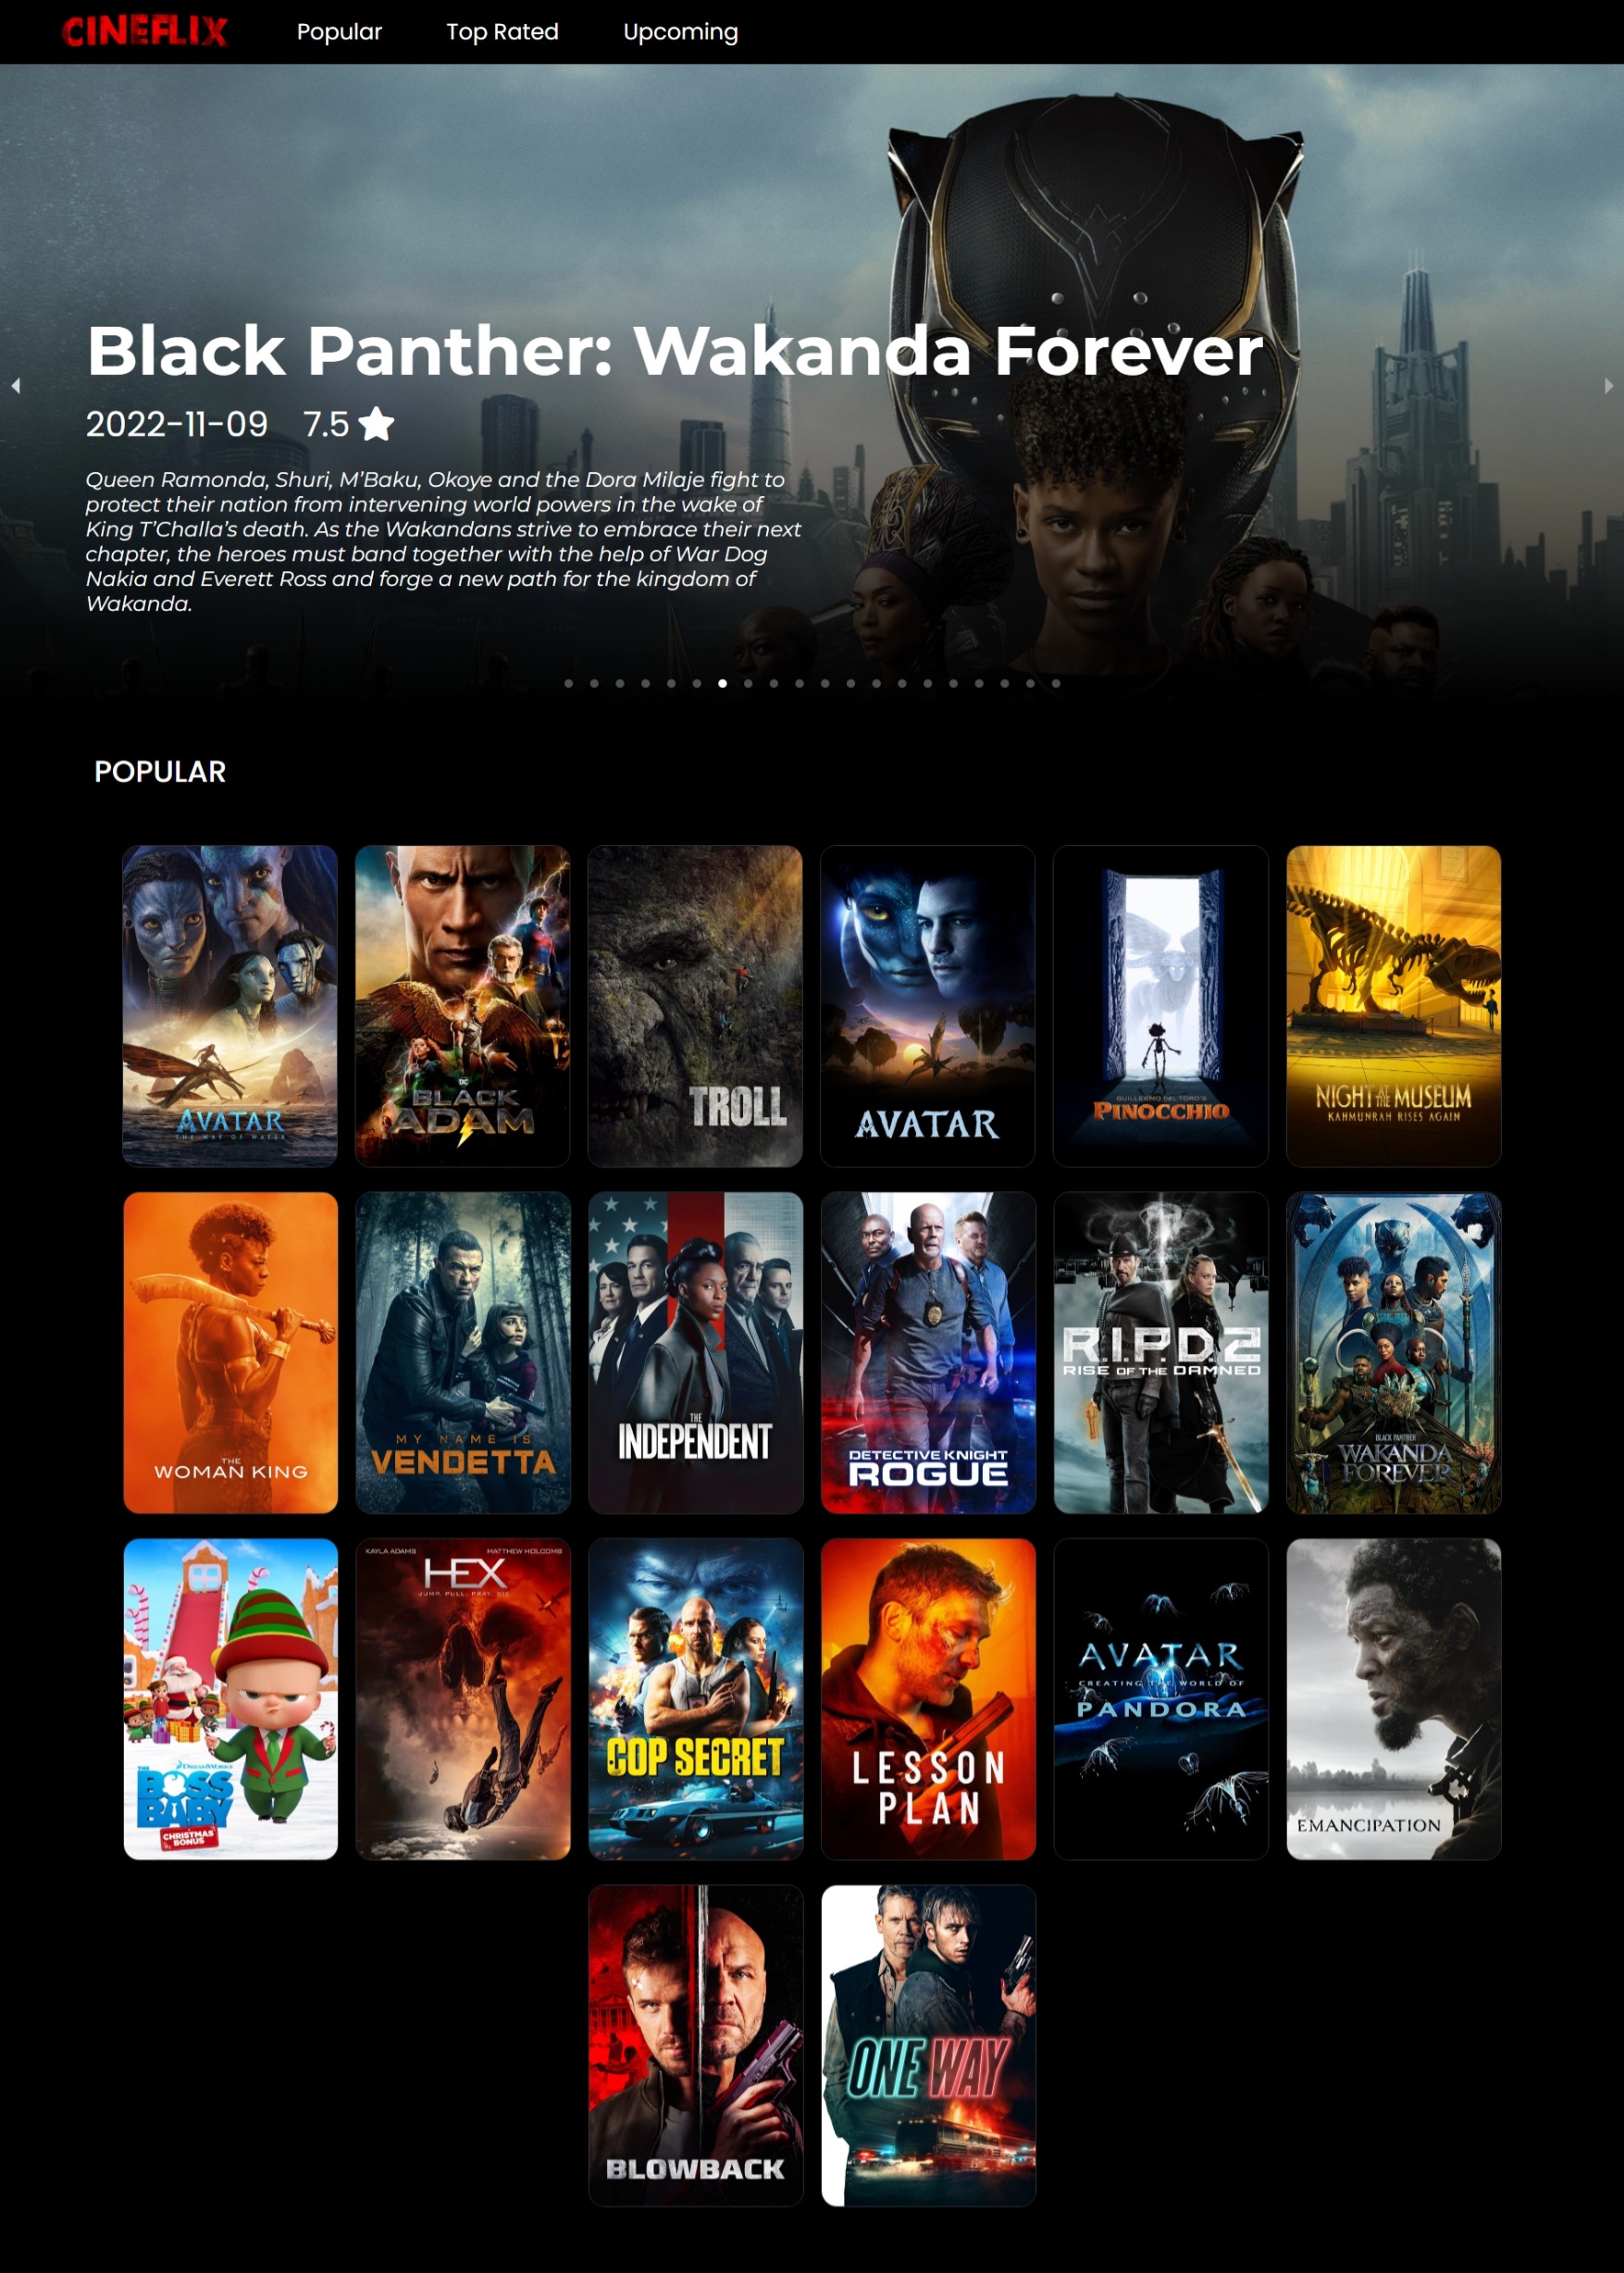 CINEFLIX
Popular
Top Rated
Upcoming
Black Panther: Wakanda Forever
2022-11-09 7.5
Queen Ramonda, Shuri, M’Baku, Okoye and the Dora Milaje fight to
protect their nation from intervening world powers in the wake of
King T’Challa’s death. As the Wakandans strive to embrace their next
chapter, the heroes must band together with the help of War Dog
Nakia and Everett Ross and forge a new path for the kingdom of
Wakanda.
POPULAR
AVATAR
THE WAY OF WATER
DC
BLACK
ADAM
TROLL
AVATAR
GUILLERMO DEL TORO'S
PINOCCHIO
NIGHT AT THE MUSEUM
KAHMUNRAH RISES AGAIN
THE
WOMAN KING
MY NAME IS
VENDETTA
THE
INDEPENDENT
DETECTIVE KNIGHT
ROGUE
R.I.P.D.2
RISE OF THE DAMNED
BLACK PANTHER
WAKANDA
FOREVER
DREAMWORKS
THE
BOSS
BABY
CHRISTMAS
BONUS
KAYLA ADAMS MATTHEW HOLCOMB
HEX
JUMP. PULL. PRAY. DIE.
COP SECRET
LESSON
PLAN
AVATAR
CREATING THE WORLD OF
PANDORA
EMANCIPATION
BLOWBACK
ONE WAY